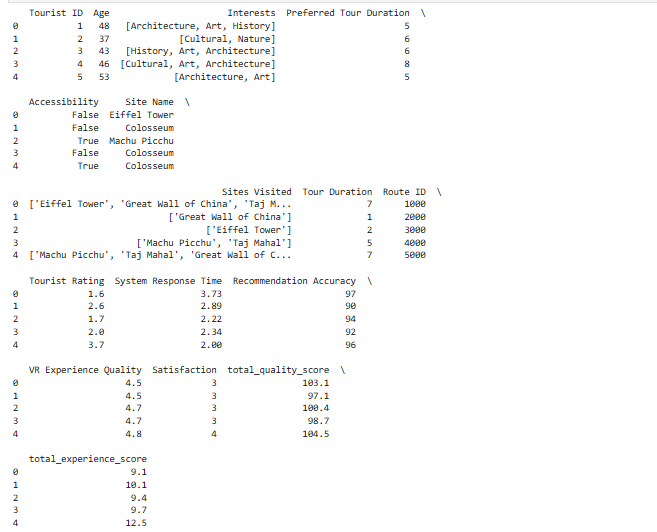 Tourist ID  Age                       Interests  Preferred Tour Duration  \
0           1   48    [Architecture, Art, History]                        5
1           2   37              [Cultural, Nature]                        6
2           3   43    [History, Art, Architecture]                        6
3           4   46   [Cultural, Art, Architecture]                        8
4           5   53             [Architecture, Art]                        5
Accessibility     Site Name  \
0          False  Eiffel Tower
1          False     Colosseum
2           True  Machu Picchu
3          False     Colosseum
4           True     Colosseum
Sites Visited  Tour Duration  Route ID  \
0  ['Eiffel Tower', 'Great Wall of China', 'Taj M...              7      1000
1                            ['Great Wall of China']              1      2000
2                                   ['Eiffel Tower']              2      3000
3                      ['Machu Picchu', 'Taj Mahal']              5      4000
4  ['Machu Picchu', 'Taj Mahal', 'Great Wall of C...              7      5000
Tourist Rating  System Response Time  Recommendation Accuracy  \
0             1.6                  3.73                       97
1             2.6                  2.89                       90
2             1.7                  2.22                       94
3             2.0                  2.34                       92
4             3.7                  2.00                       96
VR Experience Quality  Satisfaction  total_quality_score  \
0                    4.5             3                103.1
1                    4.5             3                 97.1
2                    4.7             3                100.4
3                    4.7             3                 98.7
4                    4.8             4                104.5
total_experience_score
0                     9.1
1                    10.1
2                     9.4
3                     9.7
4                    12.5